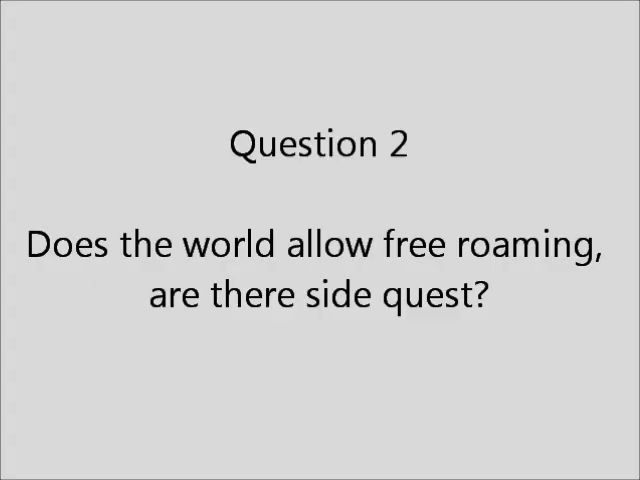 Question 2
Does the world allow free roaming,
are there side quest?